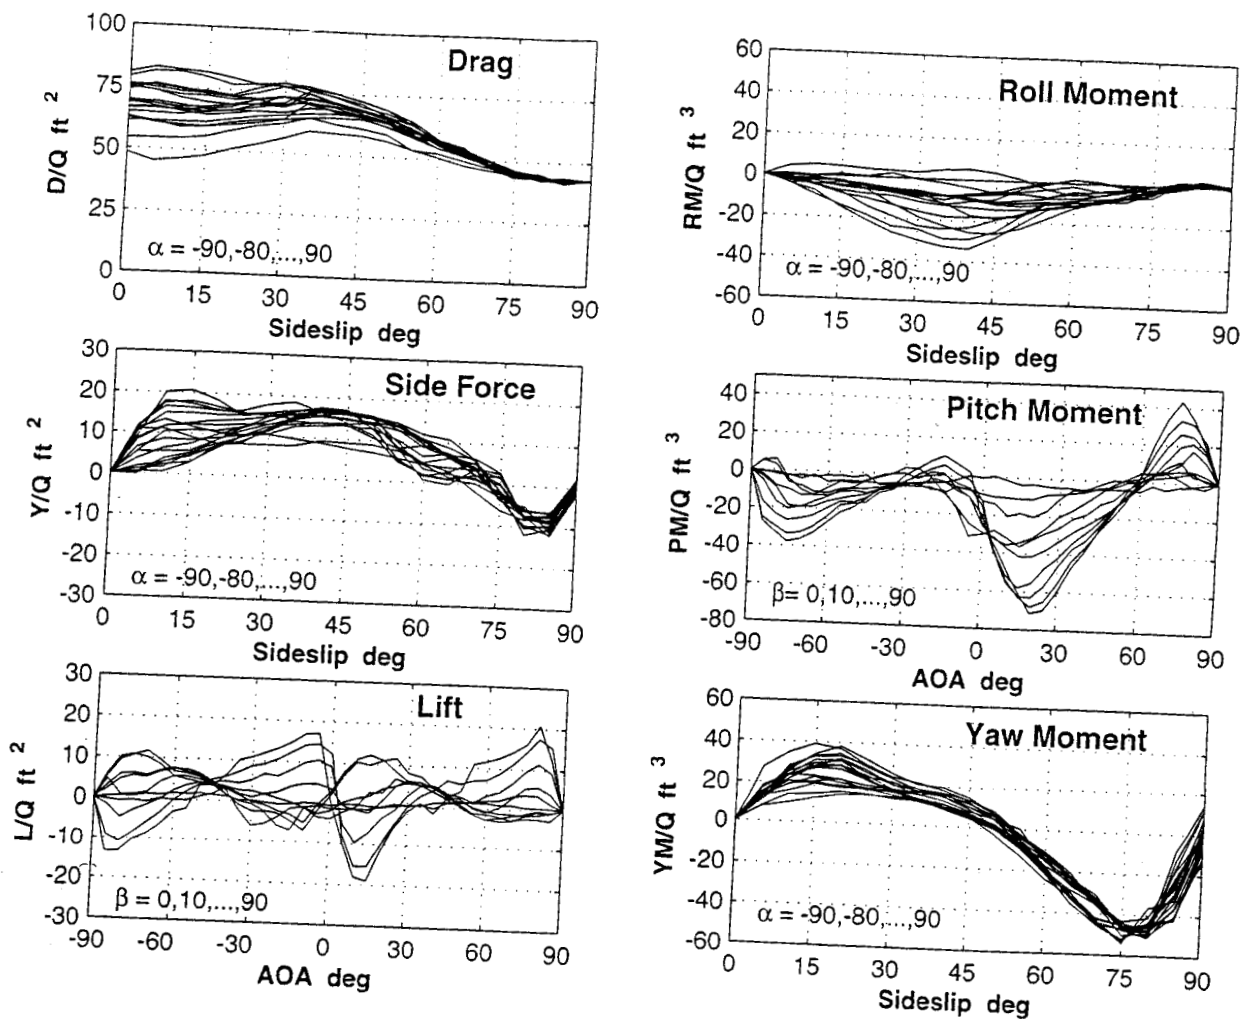 Drag
D/Q ft 2
100
75
50
25
0
α = -90,-80,...,90
0 15 30 45 60 75 90
Sideslip deg
Roll Moment
RM/Q ft 3
60
40
20
0
-20
-40
-60
α = -90,-80,...,90
0 15 30 45 60 75 90
Sideslip deg
Side Force
Y/Q ft 2
30
20
10
0
-10
-20
-30
α = -90,-80,...,90
0 15 30 45 60 75 90
Sideslip deg
Pitch Moment
PM/Q ft 3
40
20
0
-20
-40
-60
-80
β= 0,10,...,90
-90 -60 -30 0 30 60 90
AOA deg
Lift
L/Q ft 2
30
20
10
0
-10
-20
-30
β = 0,10,...,90
-90 -60 -30 0 30 60 90
AOA deg
Yaw Moment
YM/Q ft 3
60
40
20
0
-20
-40
-60
α = -90,-80,...,90
0 15 30 45 60 75 90
Sideslip deg